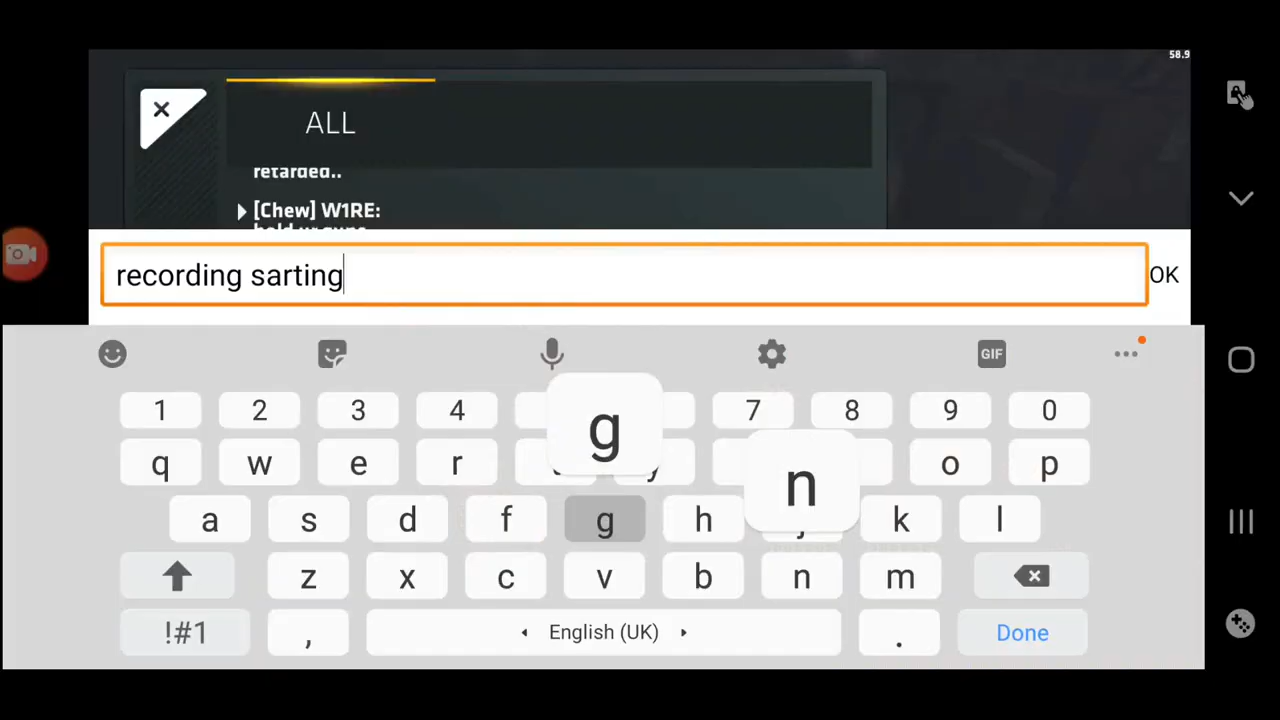 58.9
ALL
retarded..
[Chew] W1RE:
recording sarting
OK
GIF
1 2 3 4 7 8 9 0
g
q w e r y o p
n
a s d f g h j k l
z x c v b n m
!#1 , English (UK) . Done